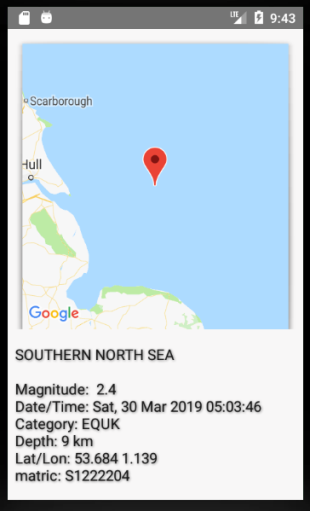 LTE 9:43
Scarborough
Hull
Google
SOUTHERN NORTH SEA
Magnitude: 2.4
Date/Time: Sat, 30 Mar 2019 05:03:46
Category: EQUK
Depth: 9 km
Lat/Lon: 53.684 1.139
matric: S1222204